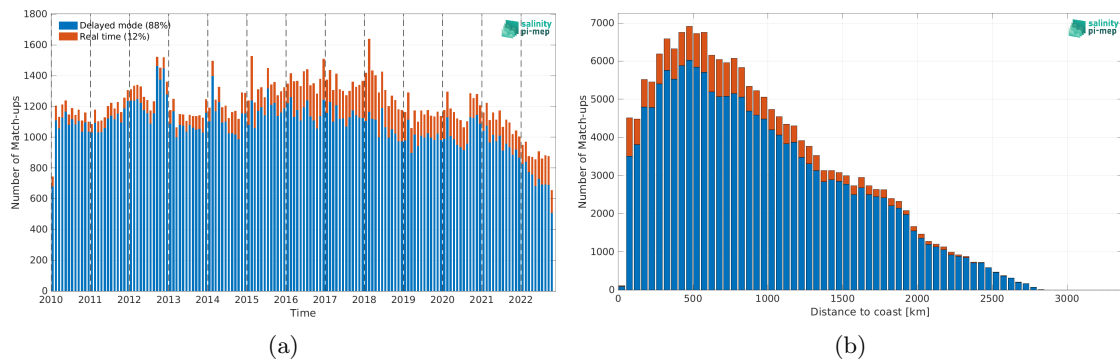 Delayed mode (88%)
Real time (12%)
salinity
pi-mep
Number of Match-ups
1800
1600
1400
1200
1000
800
600
400
200
0
2010 2011 2012 2013 2014 2015 2016 2017 2018 2019 2020 2021 2022
Time
(a)
salinity
pi-mep
Number of Match-ups
7000
6000
5000
4000
3000
2000
1000
0
0 500 1000 1500 2000 2500 3000
Distance to coast [km]
(b)